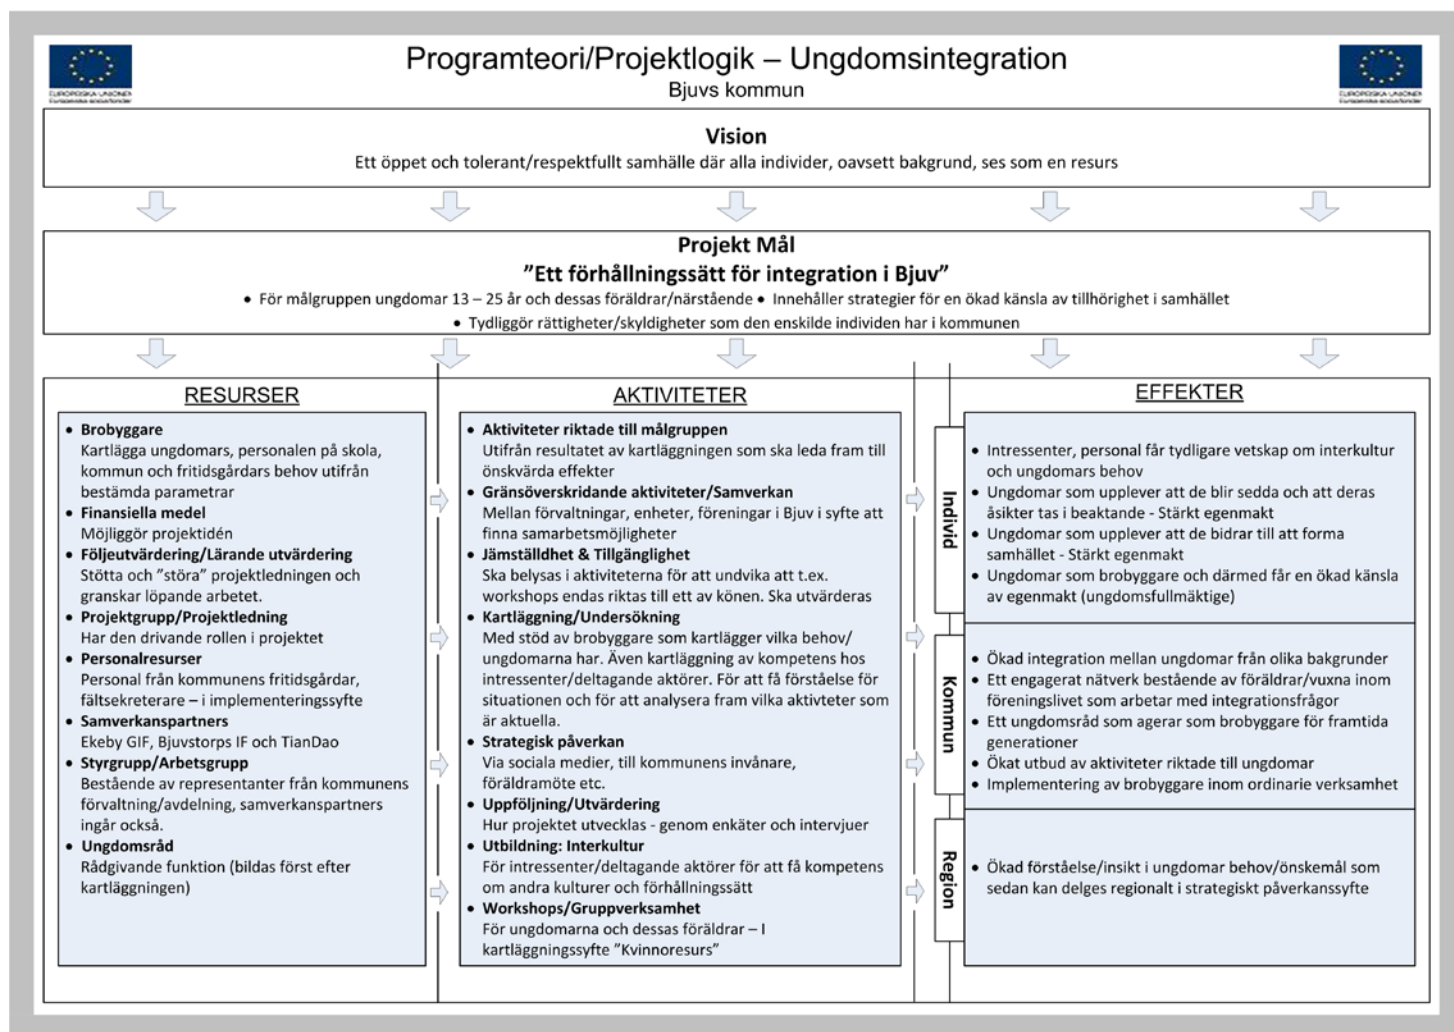 Programteori/Projektlogik – Ungdomsintegration
Bjuvs kommun
EUROPEISKA UNIONEN
Europeiska socialfonden
EUROPEISKA UNIONEN
Europeiska socialfonden
Vision
Ett öppet och tolerant/respektfullt samhälle där alla individer, oavsett bakgrund, ses som en resurs
Projekt Mål
”Ett förhållningssätt för integration i Bjuv”
• För målgruppen ungdomar 13 – 25 år och dessas föräldrar/närstående • Innehåller strategier för en ökad känsla av tillhörighet i samhället
• Tydliggör rättigheter/skyldigheter som den enskilde individen har i kommunen
RESURSER
• Brobyggare
Kartlägga ungdomars, personalen på skola,
kommun och fritidsgårdars behov utifrån
bestämda parametrar
• Finansiella medel
Möjliggör projektidén
• Följeutvärdering/Lärande utvärdering
Stötta och ”störa” projektledningen och
granskar löpande arbetet.
• Projektgrupp/Projektledning
Har den drivande rollen i projektet
• Personalresurser
Personal från kommunens fritidsgårdar,
fältsekreterare – i implementeringssyfte
• Samverkanspartners
Ekeby GIF, Bjuvstorps IF och TianDao
• Styrgrupp/Arbetsgrupp
Bestående av representanter från kommunens
förvaltning/avdelning, samverkanspartners
ingår också.
• Ungdomsråd
Rådgivande funktion (bildas först efter
kartläggningen)
AKTIVITETER
• Aktiviteter riktade till målgruppen
Utifrån resultatet av kartläggningen som ska leda fram till
önskvärda effekter
• Gränsöverskridande aktiviteter/Samverkan
Mellan förvaltningar, enheter, föreningar i Bjuv i syfte att
finna samarbetsmöjligheter
• Jämställdhet & Tillgänglighet
Ska belysas i aktiviteterna för att undvika att t.ex.
workshops endas riktas till ett av könen. Ska utvärderas
• Kartläggning/Undersökning
Med stöd av brobyggare som kartlägger vilka behov/
ungdomarna har. Även kartläggning av kompetens hos
intressenter/deltagande aktörer. För att få förståelse för
situationen och för att analysera fram vilka aktivteter som
är aktuella.
• Strategisk påverkan
Via sociala medier, till kommunens invånare,
föräldramöte etc.
• Uppföljning/Utvärdering
Hur projektet utvecklas - genom enkäter och intervjuer
• Utbildning: Interkultur
För intressenter/deltagande aktörer för att få kompetens
om andra kulturer och förhållningssätt
• Workshops/Gruppverksamhet
För ungdomarna och dessas föräldrar – I
kartläggningssyfte ”Kvinnoresurs”
EFFEKTER
Individ
• Intressenter, personal får tydligare vetskap om interkultur
och ungdomars behov
• Ungdomar som upplever att de blir sedda och att deras
åsikter tas i beaktande - Stärkt egenmakt
• Ungdomar som upplever att de bidrar till att forma
samhället - Stärkt egenmakt
• Ungdomar som brobyggare och därmed får en ökad känsla
av egenmakt (ungdomsfullmäktige)
Kommun
• Ökad integration mellan ungdomar från olika bakgrunder
• Ett engagerat nätverk bestående av föräldrar/vuxna inom
föreningslivet som arbetar med integrationsfrågor
• Ett ungdomsråd som agerar som brobyggare för framtida
generationer
• Ökat utbud av aktiviteter riktade till ungdomar
• Implementering av brobyggare inom ordinarie verksamhet
Region
• Ökad förståelse/insikt i ungdomar behov/önskemål som
sedan kan delges regionalt i strategiskt påverkanssyfte